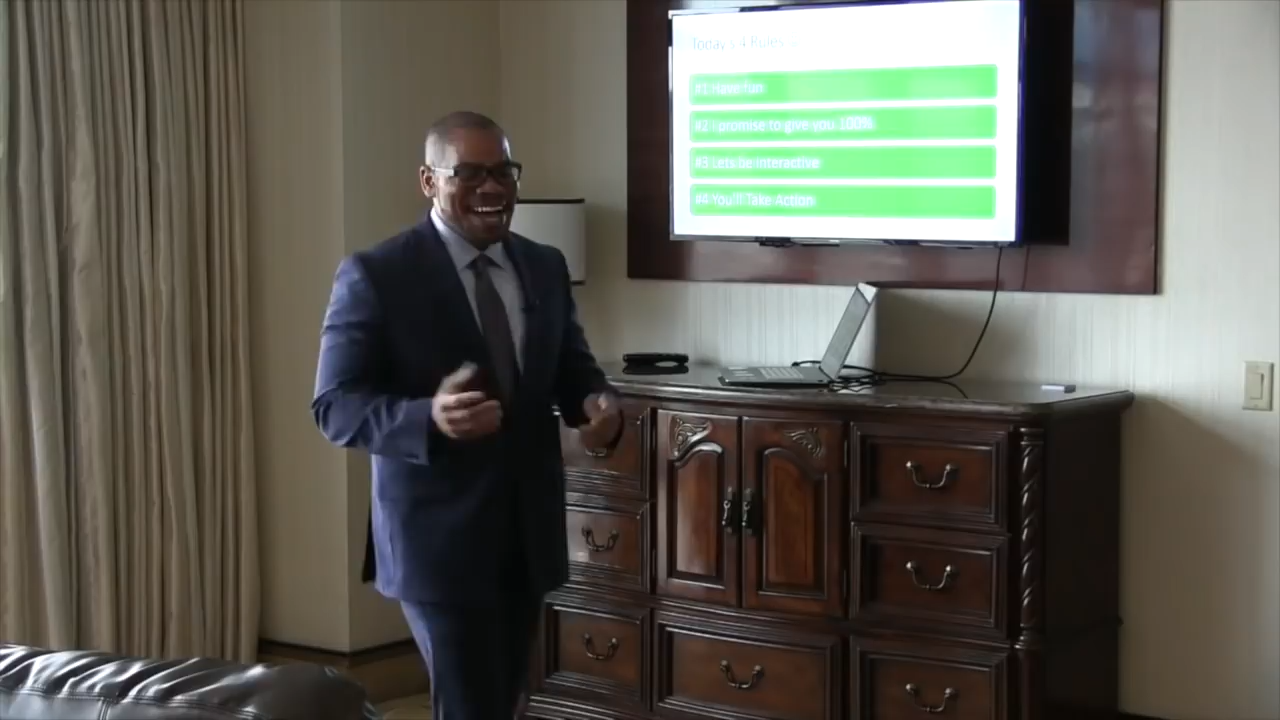 Today's 4 Rules
#1 Have fun
#2 I promise to give you 100%
#3 Lets be interactive
#4 You'll Take Action